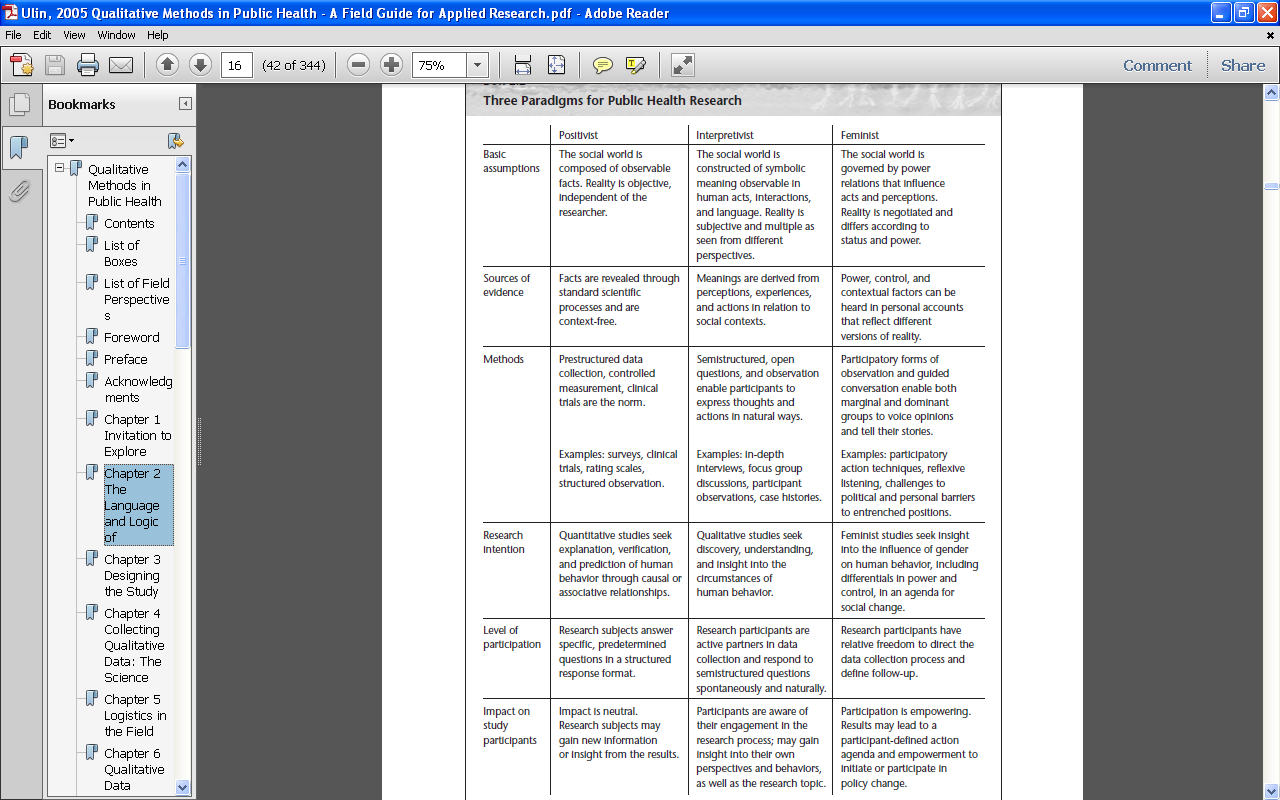 Ulin, 2005 Qualitative Methods in Public Health - A Field Guide for Applied Research.pdf - Adobe Reader
File Edit View Window Help
16 (42 of 344) 75% Comment Share
Bookmarks
Qualitative
Methods in
Public Health
Contents
List of
Boxes
List of Field
Perspective
s
Foreword
Preface
Acknowledg
ments
Chapter 1
Invitation to
Explore
Chapter 2
The
Language
and Logic
of
Chapter 3
Designing
the Study
Chapter 4
Collecting
Qualitative
Data: The
Science
Chapter 5
Logistics in
the Field
Chapter 6
Qualitative
Data
Three Paradigms for Public Health Research
Positivist
Interpretivist
Feminist
Basic
assumptions
The social world is
composed of observable
facts. Reality is objective,
independent of the
researcher.
The social world is
constructed of symbolic
meaning observable in
human acts, interactions,
and language. Reality is
subjective and multiple as
seen from different
perspectives.
The social world is
governed by power
relations that influence
acts and perceptions.
Reality is negotiated and
differs according to
status and power.
Sources of
evidence
Facts are revealed through
standard scientific
processes and are
context-free.
Meanings are derived from
perceptions, experiences,
and actions in relation to
social contexts.
Power, control, and
contextual factors can be
heard in personal accounts
that reflect different
versions of reality.
Methods
Prestructured data
collection, controlled
measurement, clinical
trials are the norm.
Semistructured, open
questions, and observation
enable participants to
express thoughts and
actions in natural ways.
Participatory forms of
observation and guided
conversation enable both
marginal and dominant
groups to voice opinions
and tell their stories.
Examples: surveys, clinical
trials, rating scales,
structured observation.
Examples: in-depth
interviews, focus group
discussions, participant
observations, case histories.
Examples: participatory
action techniques, reflexive
listening, challenges to
political and personal barriers
to entrenched positions.
Research
intention
Quantitative studies seek
explanation, verification,
and prediction of human
behavior through causal or
associative relationships.
Qualitative studies seek
discovery, understanding,
and insight into the
circumstances of
human behavior.
Feminist studies seek insight
into the influence of gender
on human behavior, including
differentials in power and
control, in an agenda for
social change.
Level of
participation
Research subjects answer
specific, predetermined
questions in a structured
response format.
Research participants are
active partners in data
collection and respond to
semistructured questions
spontaneously and naturally.
Research participants have
relative freedom to direct the
data collection process and
define follow-up.
Impact on
study
participants
Impact is neutral.
Research subjects may
gain new information
or insight from the results.
Participants are aware of
their engagement in the
research process; may gain
insight into their own
perspectives and behaviors,
as well as the research topic.
Participation is empowering.
Results may lead to a
participant-defined action
agenda and empowerment to
initiate or participate in
policy change.